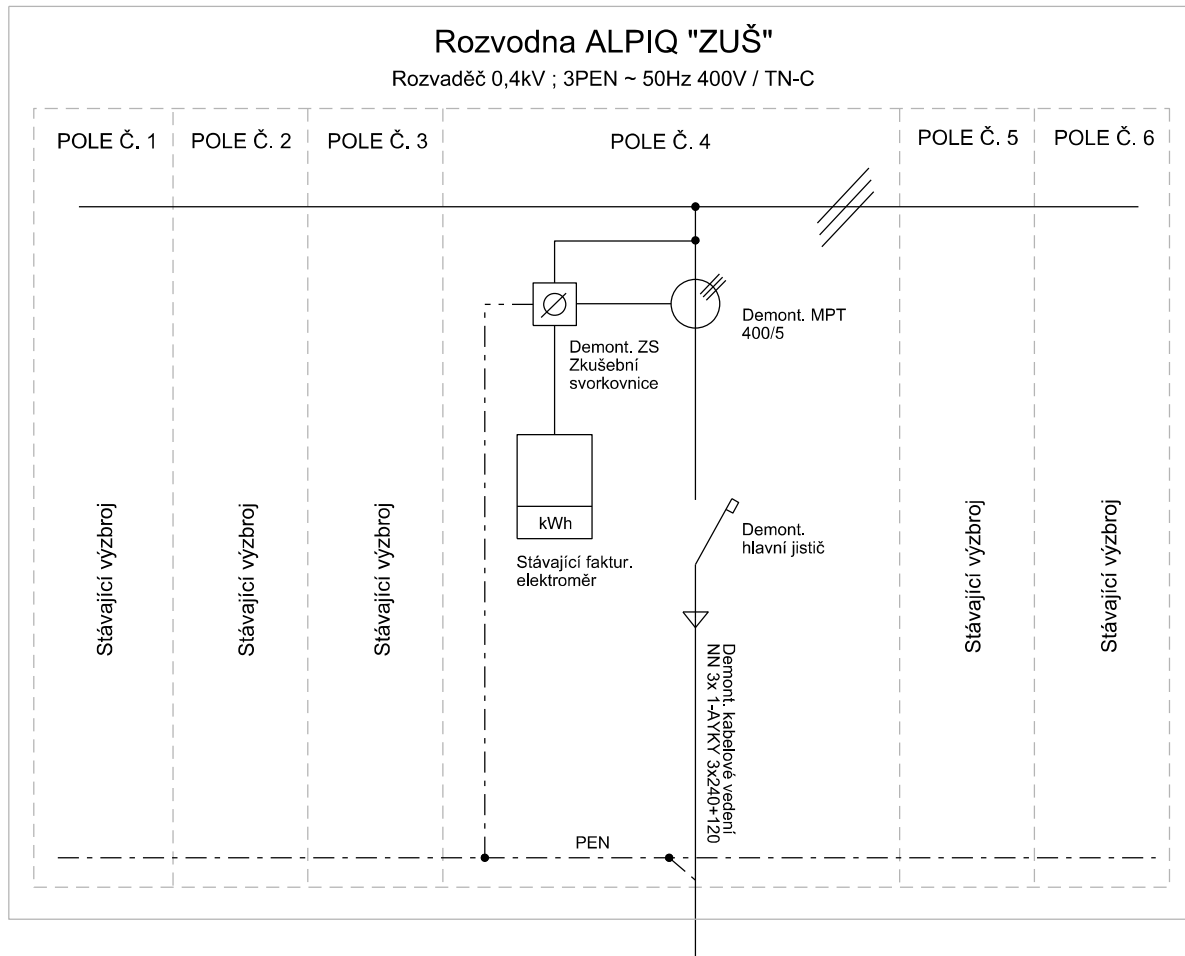 Rozvodna ALPIQ "ZUŠ"
Rozvaděč 0,4kV ; 3PEN ~ 50Hz 400V / TN-C
POLE Č. 1
POLE Č. 2
POLE Č. 3
POLE Č. 4
POLE Č. 5
POLE Č. 6
Demont. MPT
400/5
Demont. ZS
Zkušební
svorkovnice
kWh
Stávající faktur.
elektroměr
Demont.
hlavní jistič
Stávající výzbroj
Stávající výzbroj
Stávající výzbroj
Stávající výzbroj
Stávající výzbroj
Demont. kabelové vedení
NN 3x 1-AYKY 3x240+120
PEN